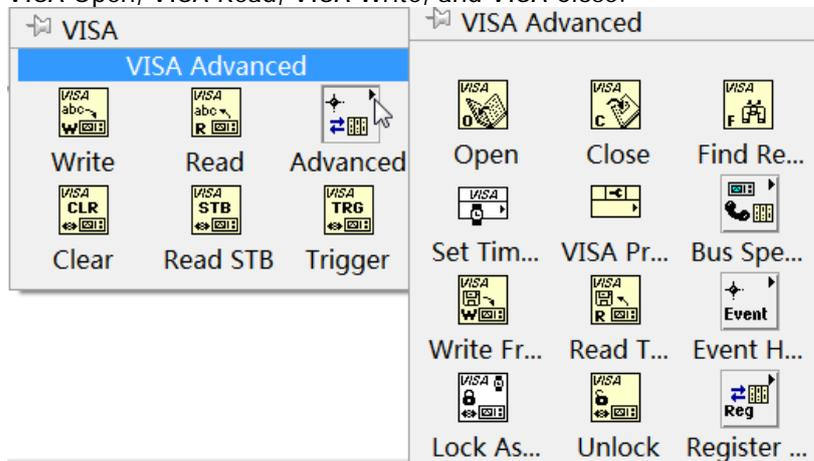 VISA Open, VISA Read, VISA Write, and VISA Close.
VISA
VISA Advanced
VISA abc W
VISA abc R
Write Read Advanced
VISA CLR
VISA STB
VISA TRG
Clear Read STB Trigger
VISA Advanced
VISA O
VISA C
VISA F
Open Close Find Re...
VISA
Set Tim... VISA Pr... Bus Spe...
VISA W
VISA R
Event
Write Fr... Read T... Event H...
VISA
VISA
Reg
Lock As... Unlock Register ...